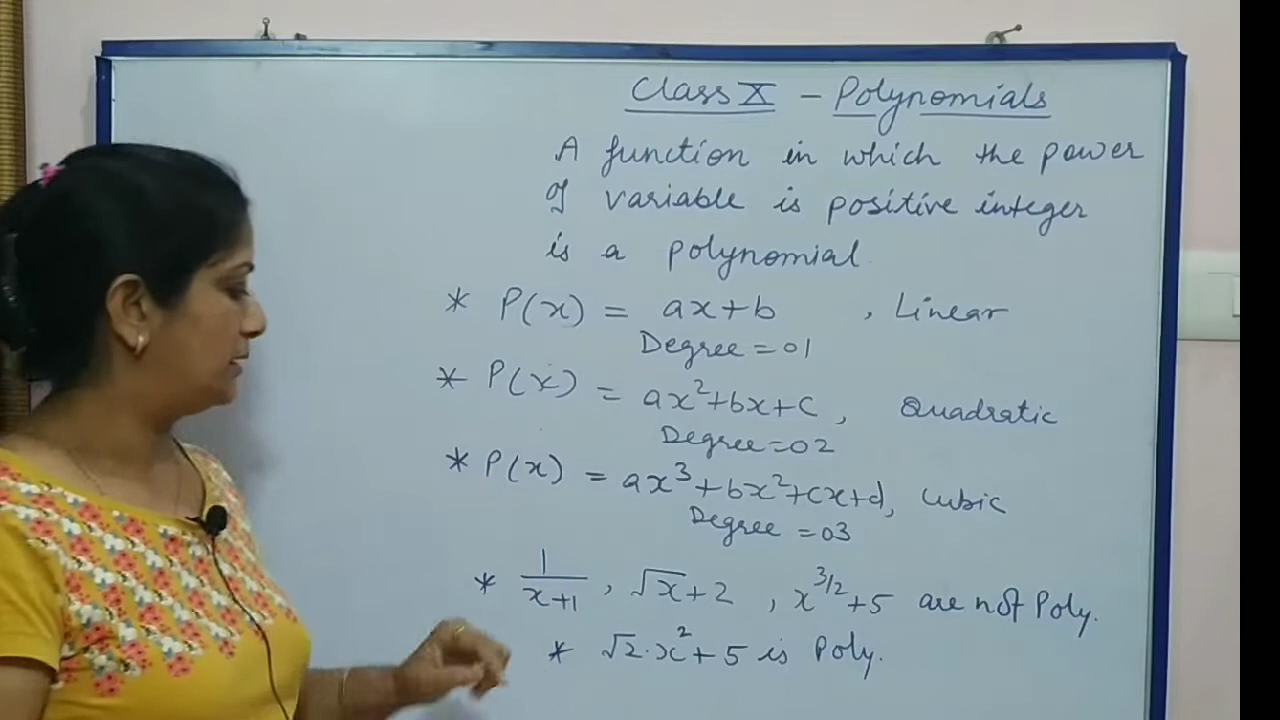 Class X - Polynomials
A function in which the power
of variable is positive integer
is a polynomial.
* P(x) = ax+b , Linear
Degree = 01
* P(x) = ax²+bx+c , Quadratic
Degree = 02
* P(x) = ax³+bx²+cx+d, cubic
Degree = 03
* 1/(x+1) , √x+2 , x^3/2+5 are not Poly.
* √2.x²+5 is Poly.